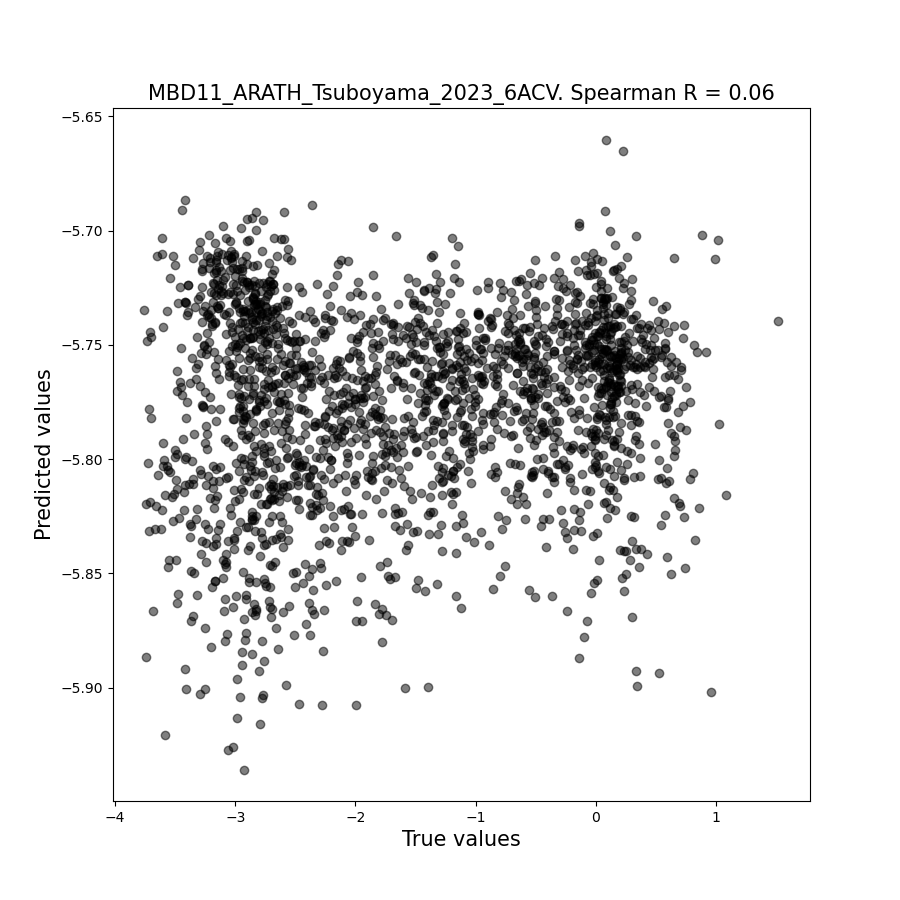 MBD11_ARATH_Tsuboyama_2023_6ACV. Spearman R = 0.06
−5.65
−5.70
−5.75
−5.80
−5.85
−5.90
Predicted values
−4 −3 −2 −1 0 1
True values